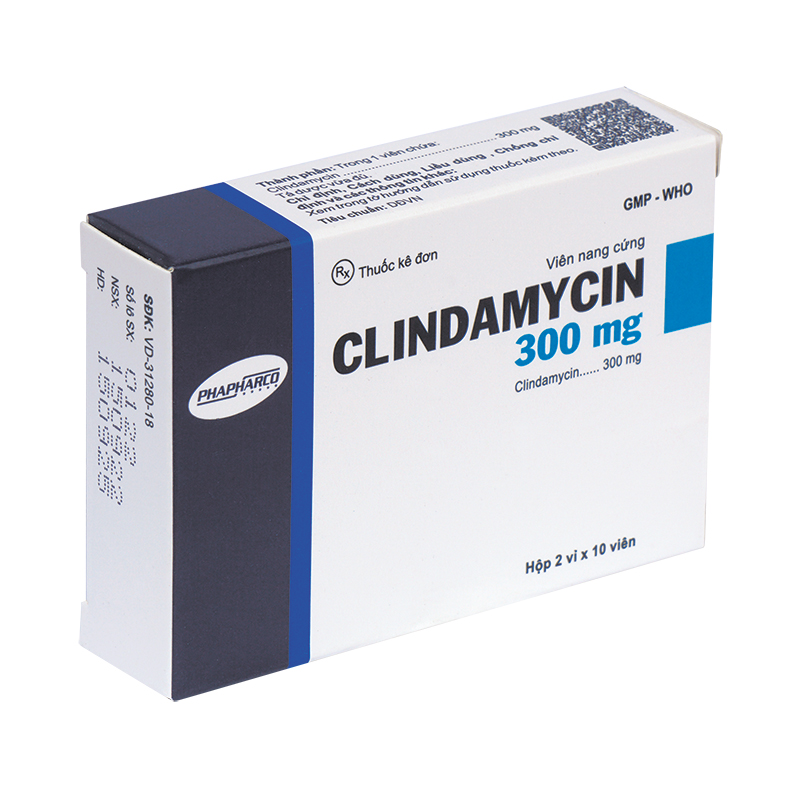 Thành phần: Trong 1 viên chứa:
Clindamycin ........................ 300 mg
Tá dược vừa đủ.
Chỉ định, Cách dùng, Liều dùng, Chống chỉ
định và các thông tin khác:
Xem trong tờ hướng dẫn sử dụng thuốc kèm theo.
Tiêu chuẩn: DĐVN
GMP - WHO
Rx Thuốc kê đơn
Viên nang cứng
CLINDAMYCIN
300 mg
Clindamycin...... 300 mg
PHAPHARCO
Hộp 2 vỉ x 10 viên
SĐK: VD-31280-18
Số lô SX: 0122
NSX: 150922
HD: 150925